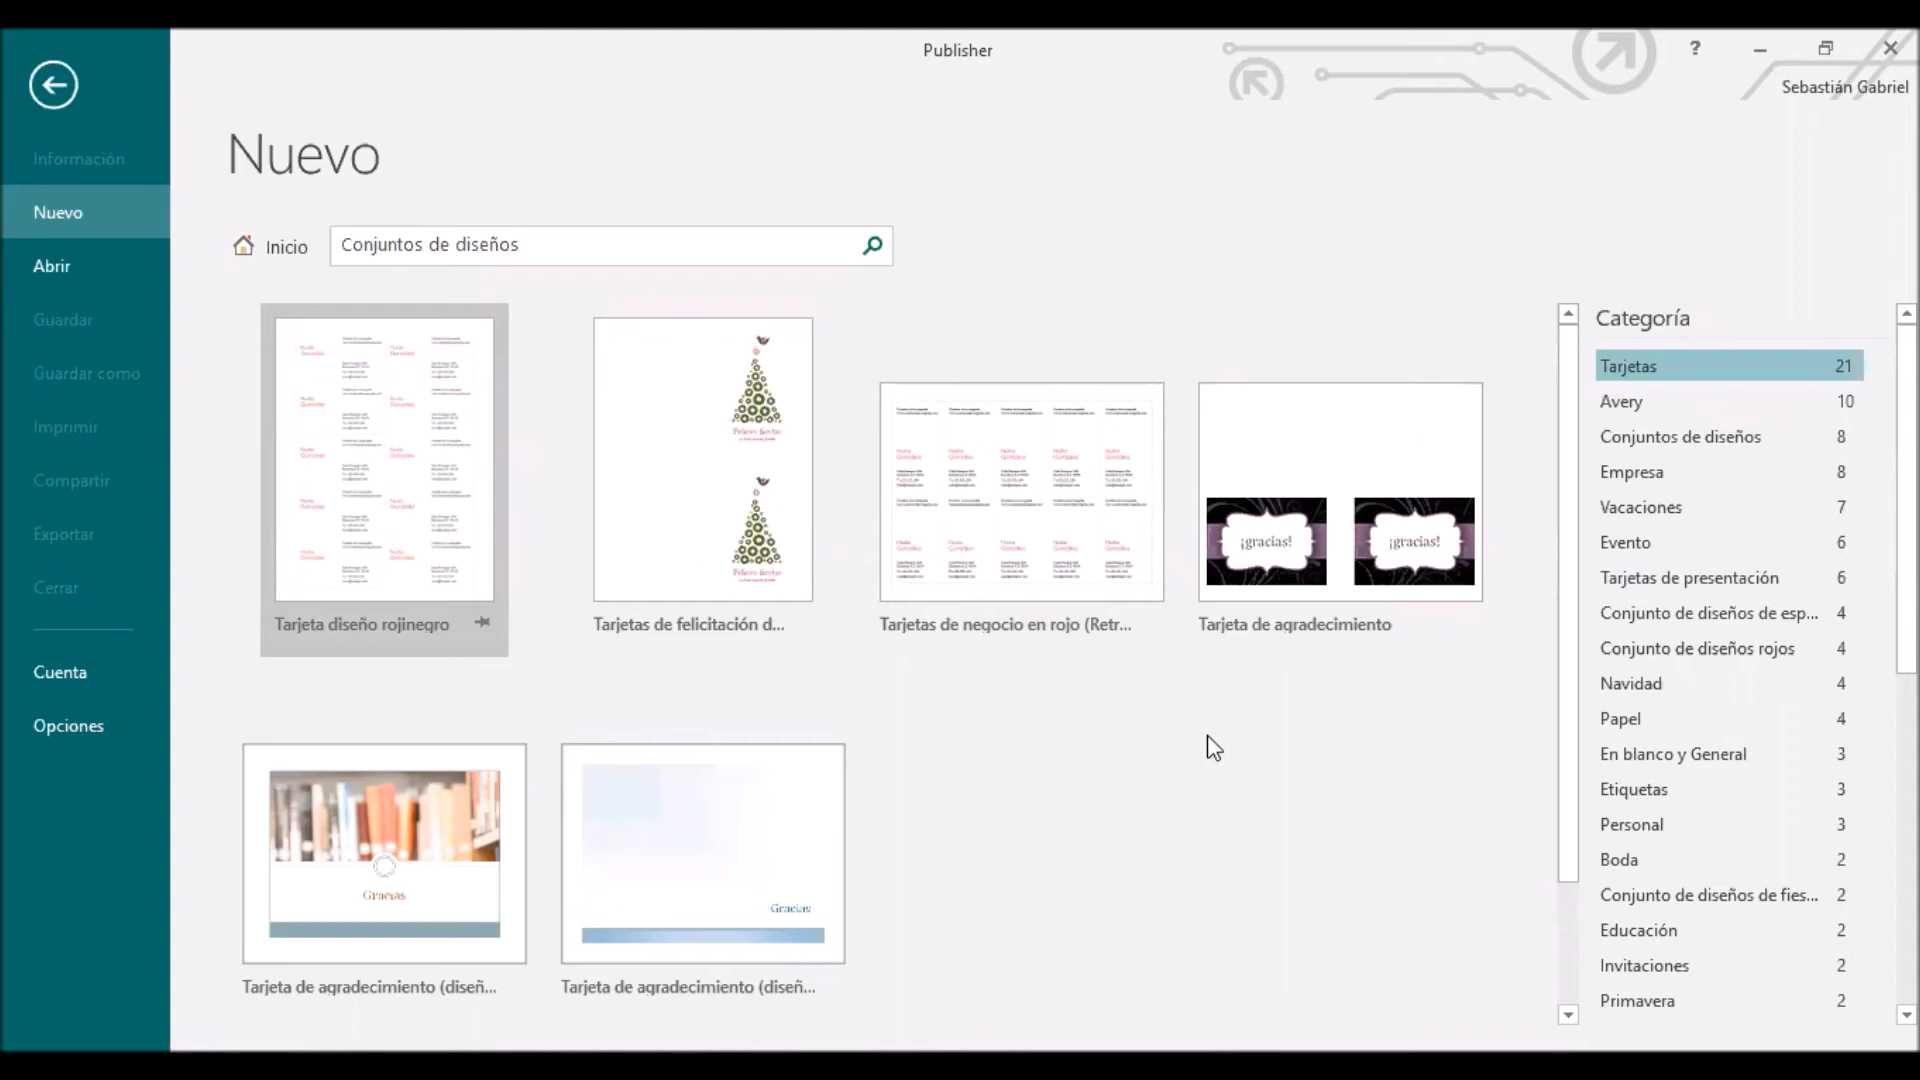 Publisher
Sebastián Gabriel
Información
Nuevo
Abrir
Guardar
Guardar como
Imprimir
Compartir
Exportar
Cerrar
Cuenta
Opciones
Nuevo
Inicio
Conjuntos de diseños
Felices fiestas
Felices fiestas
¡gracias!
¡gracias!
Tarjeta diseño rojinegro
Tarjetas de felicitación d...
Tarjetas de negocio en rojo (Retr...
Tarjeta de agradecimiento
Gracias
Gracias
Tarjeta de agradecimiento (diseñ...
Tarjeta de agradecimiento (diseñ...
Categoría
Tarjetas 21
Avery 10
Conjuntos de diseños 8
Empresa 8
Vacaciones 7
Evento 6
Tarjetas de presentación 6
Conjunto de diseños de esp... 4
Conjunto de diseños rojos 4
Navidad 4
Papel 4
En blanco y General 3
Etiquetas 3
Personal 3
Boda 2
Conjunto de diseños de fies... 2
Educación 2
Invitaciones 2
Primavera 2